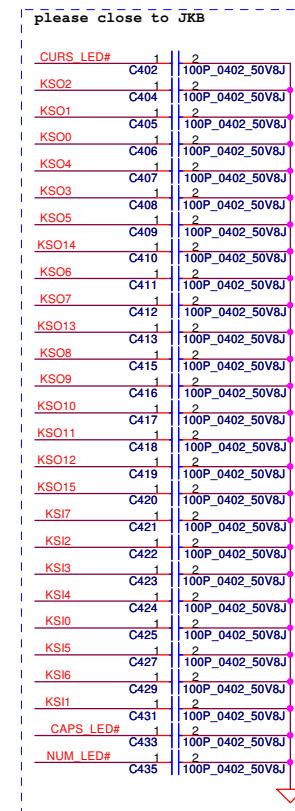 please close to JKB
CURS_LED# 1 2
C402 100P_0402_50V8J
KSO2 1 2
C404 100P_0402_50V8J
KSO1 1 2
C405 100P_0402_50V8J
KSO0 1 2
C406 100P_0402_50V8J
KSO4 1 2
C407 100P_0402_50V8J
KSO3 1 2
C408 100P_0402_50V8J
KSO5 1 2
C409 100P_0402_50V8J
KSO14 1 2
C410 100P_0402_50V8J
KSO6 1 2
C411 100P_0402_50V8J
KSO7 1 2
C412 100P_0402_50V8J
KSO13 1 2
C413 100P_0402_50V8J
KSO8 1 2
C415 100P_0402_50V8J
KSO9 1 2
C416 100P_0402_50V8J
KSO10 1 2
C417 100P_0402_50V8J
KSO11 1 2
C418 100P_0402_50V8J
KSO12 1 2
C419 100P_0402_50V8J
KSO15 1 2
C420 100P_0402_50V8J
KSI7 1 2
C421 100P_0402_50V8J
KSI2 1 2
C422 100P_0402_50V8J
KSI3 1 2
C423 100P_0402_50V8J
KSI4 1 2
C424 100P_0402_50V8J
KSI0 1 2
C425 100P_0402_50V8J
KSI5 1 2
C427 100P_0402_50V8J
KSI6 1 2
C429 100P_0402_50V8J
KSI1 1 2
C431 100P_0402_50V8J
CAPS_LED# 1 2
C433 100P_0402_50V8J
NUM_LED# 1 2
C435 100P_0402_50V8J